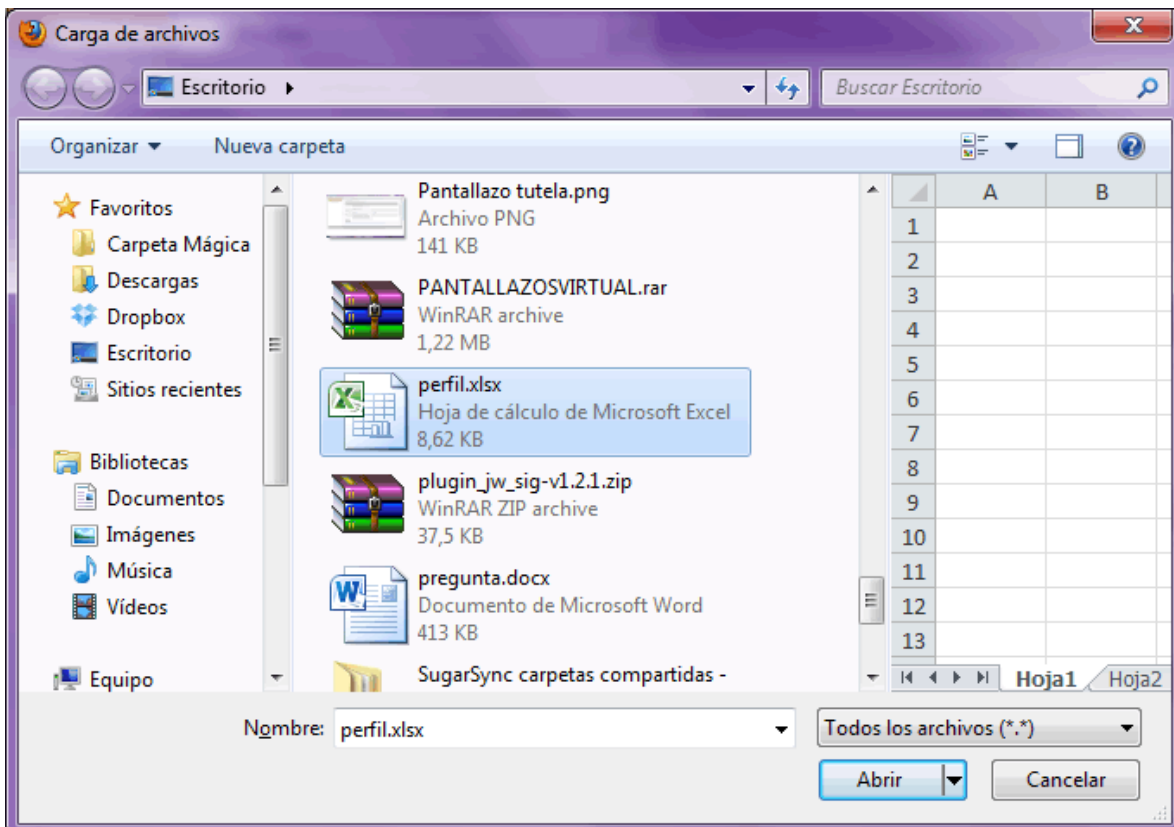 Carga de archivos
Escritorio
Buscar Escritorio
Organizar
Nueva carpeta
Favoritos
Carpeta Mágica
Descargas
Dropbox
Escritorio
Sitios recientes
Bibliotecas
Documentos
Imágenes
Música
Vídeos
Equipo
Pantallazo tutela.png
Archivo PNG
141 KB
PANTALLAZOSVIRTUAL.rar
WinRAR archive
1,22 MB
perfil.xlsx
Hoja de cálculo de Microsoft Excel
8,62 KB
plugin_jw_sig-v1.2.1.zip
WinRAR ZIP archive
37,5 KB
pregunta.docx
Documento de Microsoft Word
413 KB
SugarSync carpetas compartidas -
A B
1
2
3
4
5
6
7
8
9
10
11
12
13
Hoja1 Hoja2
Nombre: perfil.xlsx
Todos los archivos (*.*)
Abrir
Cancelar